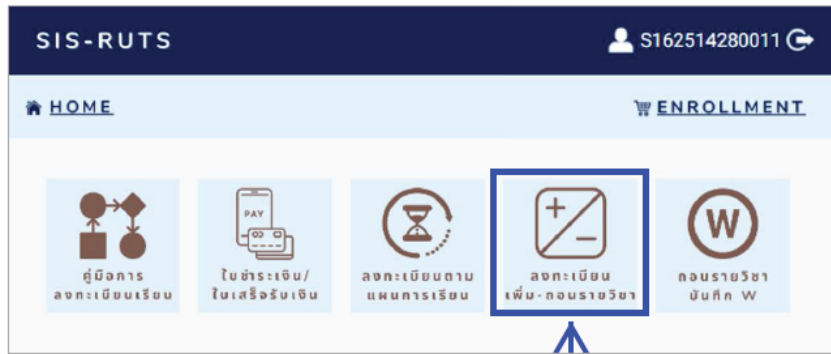 SIS-RUTS
S162514280011
HOME
ENROLLMENT
PAY
+
-
W
คู่มือการ
ลงทะเบียนเรียน
ใบชำระเงิน/
ใบเสร็จรับเงิน
ลงทะเบียนตาม
แผนการเรียน
ลงทะเบียน
เพิ่ม-ถอนรายวิชา
ถอนรายวิชา
บันทึก W